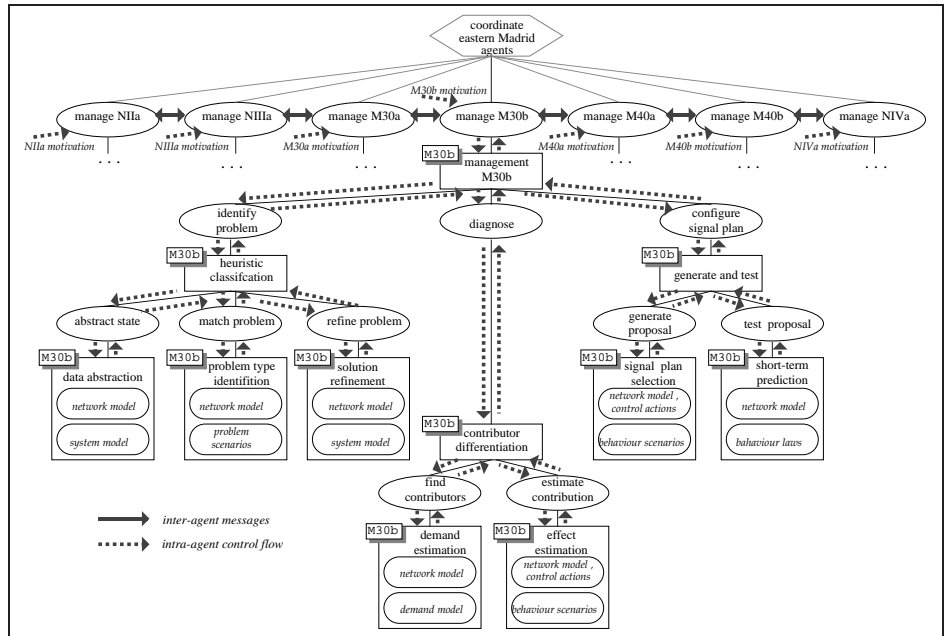 coordinate
eastern Madrid
agents
M30b motivation
manage NIIa
manage NIIIa
manage M30a
manage M30b
manage M40a
manage M40b
manage NIVa
NIIa motivation
NIIIa motivation
M30a motivation
M40a motivation
M40b motivation
NIVa motivation
. . .
. . .
. . .
. . .
. . .
. . .
M30b
management
M30b
identify
problem
diagnose
configure
signal plan
M30b
heuristic
classifcation
M30b
generate and test
abstract state
match problem
refine problem
generate
proposal
test proposal
M30b
data abstraction
network model
system model
M30b
problem type
identifition
network model
problem
scenarios
M30b
solution
refinement
network model
system model
M30b
signal plan
selection
network model ,
control actions
behaviour scenarios
M30b
short-term
prediction
network model
bahaviour laws
M30b
contributor
differentiation
find
contributors
estimate
contribution
M30b
demand
estimation
network model
demand model
M30b
effect
estimation
network model ,
control actions
behaviour scenarios
inter-agent messages
intra-agent control flow